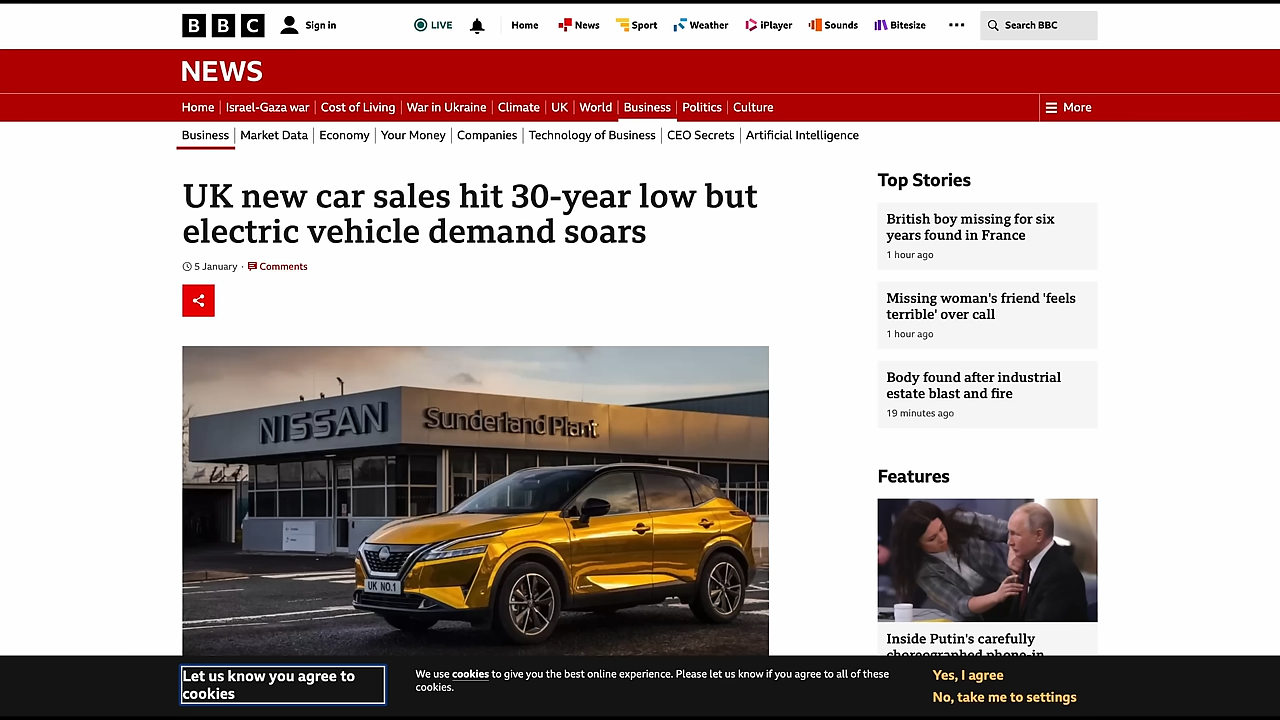 BBC
Sign in
LIVE
Home
News
Sport
Weather
iPlayer
Sounds
Bitesize
Search BBC
NEWS
Home
Israel-Gaza war
Cost of Living
War in Ukraine
Climate
UK
World
Business
Politics
Culture
More
Business
Market Data
Economy
Your Money
Companies
Technology of Business
CEO Secrets
Artificial Intelligence
UK new car sales hit 30-year low but
electric vehicle demand soars
5 January · Comments
NISSAN
Sunderland Plant
UK NO.1
Top Stories
British boy missing for six
years found in France
1 hour ago
Missing woman's friend 'feels
terrible' over call
1 hour ago
Body found after industrial
estate blast and fire
19 minutes ago
Features
Inside Putin's carefully
choreographed phone-in
Let us know you agree to
cookies
We use cookies to give you the best online experience. Please let us know if you agree to all of these
cookies.
Yes, I agree
No, take me to settings